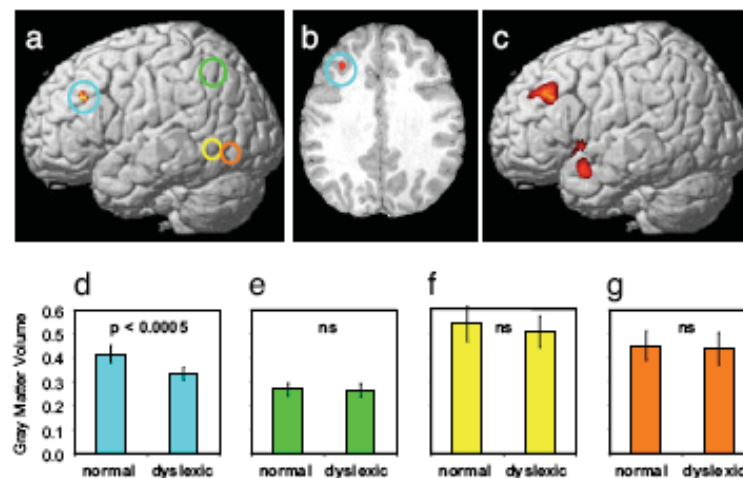 a
b
c
d
e
f
g
Gray Matter Volume
0.6
0.5
0.4
0.3
0.2
0.1
0.0
p < 0.0005
ns
ns
ns
normal dyslexic
normal dyslexic
normal dyslexic
normal dyslexic